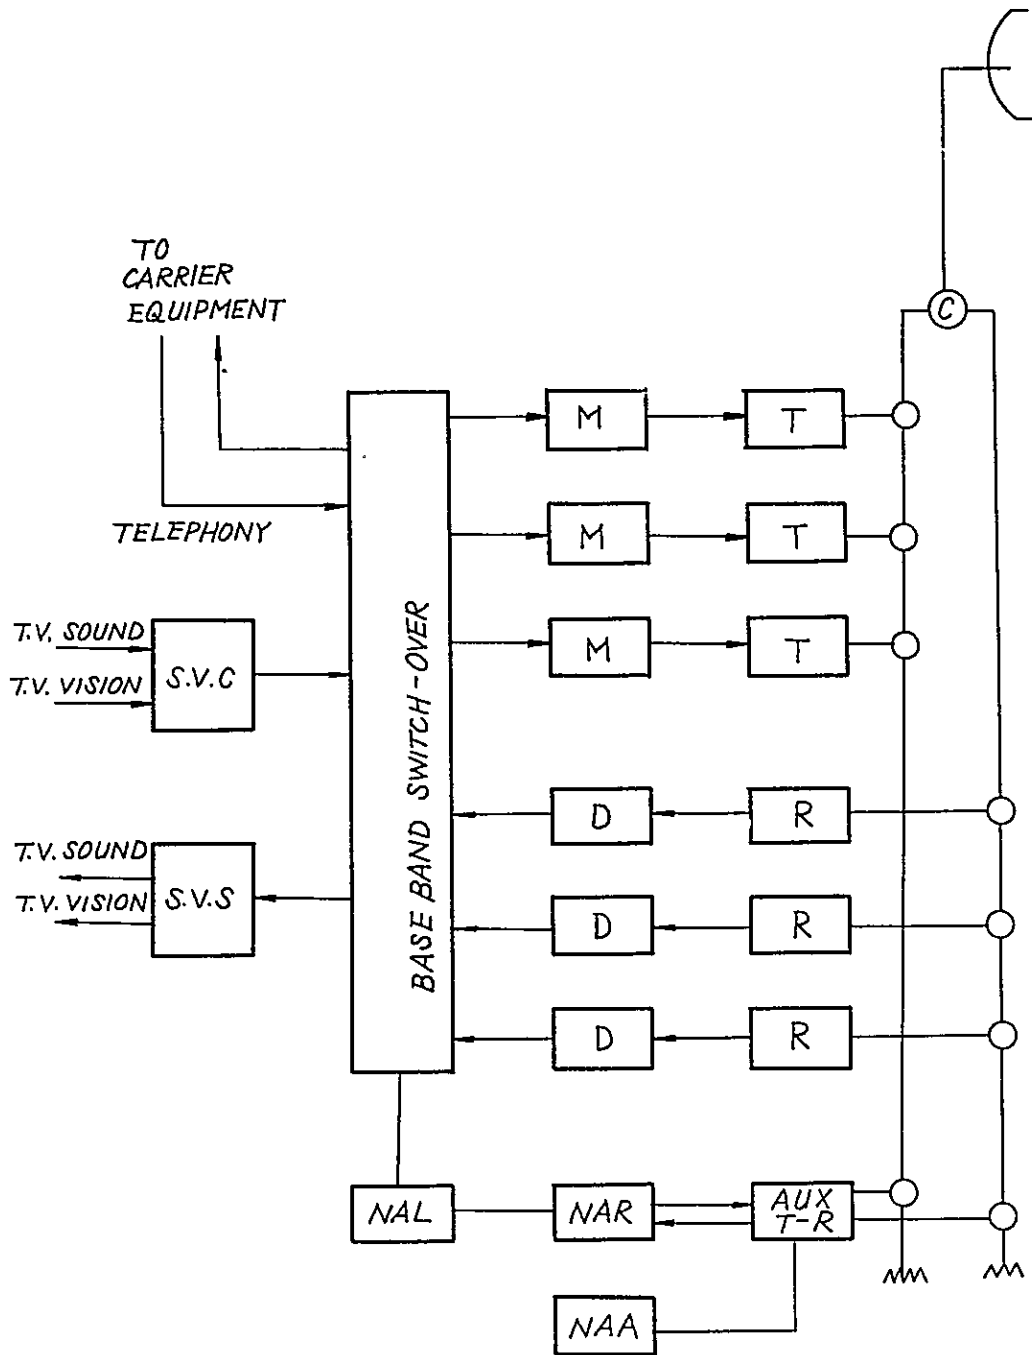 TO
CARRIER
EQUIPMENT
C
M
T
TELEPHONY
M
T
T.V. SOUND
T.V. VISION
S.V.C
M
T
BASE BAND SWITCH-OVER
D
R
T.V. SOUND
T.V. VISION
S.V.S
D
R
D
R
NAL
NAR
AUX
T-R
NAA